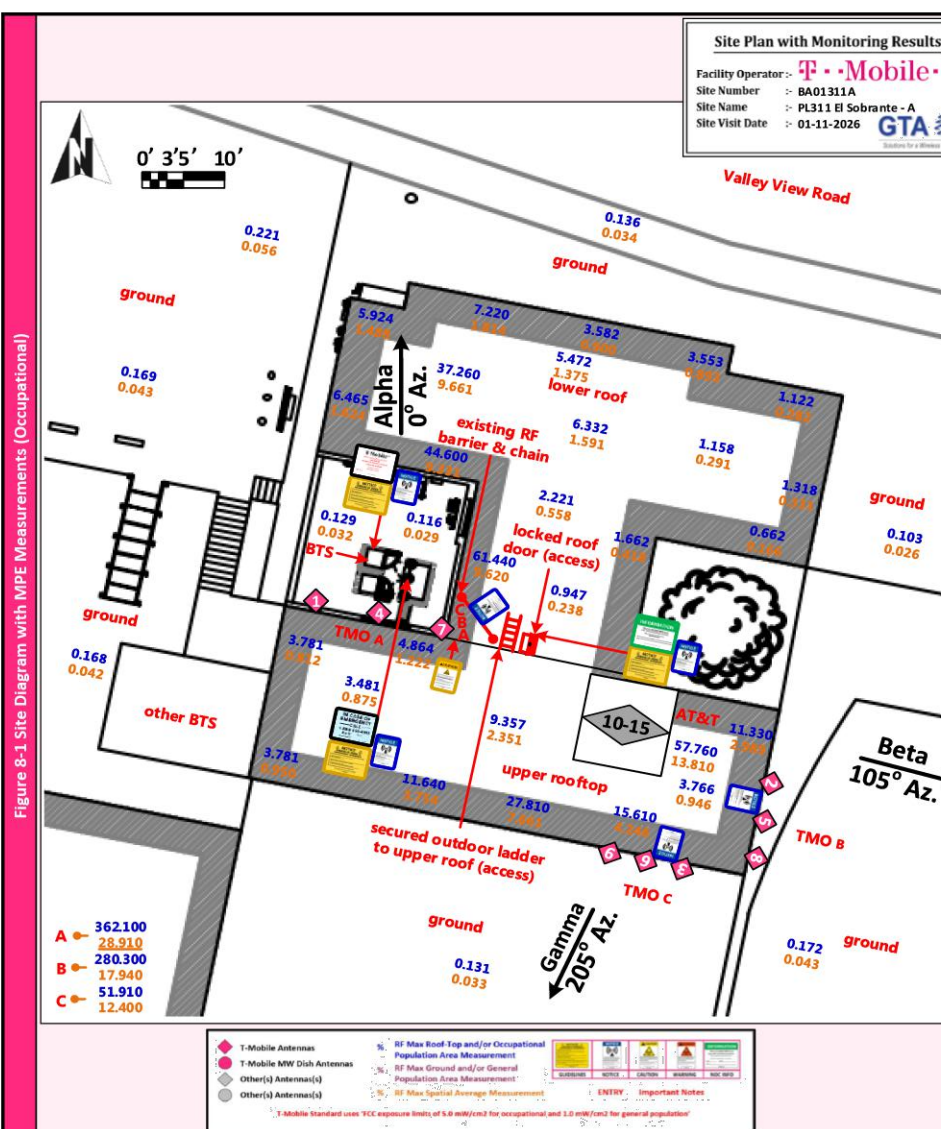 Figure 8-1 Site Diagram with MPE Measurements (Occupational)
Site Plan with Monitoring Results
Facility Operator :- T··Mobile·
Site Number :- BA01311A
Site Name :- PL311 El Sobrante - A
Site Visit Date :- 01-11-2026
GTA
N
0' 3'5' 10'
Valley View Road
0.136
0.034
0.221
0.056
ground
ground
5.924
7.220
3.582
3.553
0.169
0.043
Alpha
0° Az.
37.260
9.661
5.472
1.375
lower roof
1.122
6.465
existing RF
barrier & chain
6.332
1.591
1.158
0.291
44.600
1.318
ground
0.129
0.032
0.116
0.029
2.221
0.558
locked roof
door (access)
1.662
0.662
0.103
0.026
BTS
61.440
0.947
0.238
ground
1
4
7
C
B
A
TMO A
3.781
4.864
1.222
0.168
0.042
3.481
0.875
other BTS
9.357
2.351
10-15
AT&T
11.330
57.760
13.810
Beta
105° Az.
3.781
upper rooftop
3.766
0.946
2
11.640
27.810
15.610
5
TMO B
secured outdoor ladder
to upper roof (access)
6
9
3
8
TMO C
ground
Gamma
205° Az.
A 362.100
28.910
B 280.300
17.940
C 51.910
12.400
0.131
0.033
0.172
0.043
ground
T-Mobile Antennas
T-Mobile MW Dish Antennas
Other(s) Antennas(s)
Other(s) Antennas(s)
% RF Max Roof-Top and/or Occupational
Population Area Measurement
% RF Max Ground and/or General
Population Area Measurement
% RF Max Spatial Average Measurement
GUIDELINES NOTICE CAUTION WARNING NOC INFO
ENTRY - Important Notes
T-Mobile Standard uses 'FCC exposure limits of 5.0 mW/cm2 for occupational and 1.0 mW/cm2 for general population'